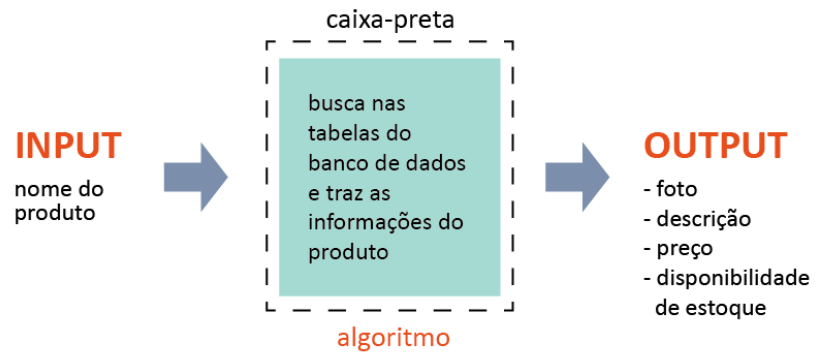 caixa-preta
INPUT
nome do
produto
busca nas
tabelas do
banco de dados
e traz as
informações do
produto
algoritmo
OUTPUT
- foto
- descrição
- preço
- disponibilidade
de estoque